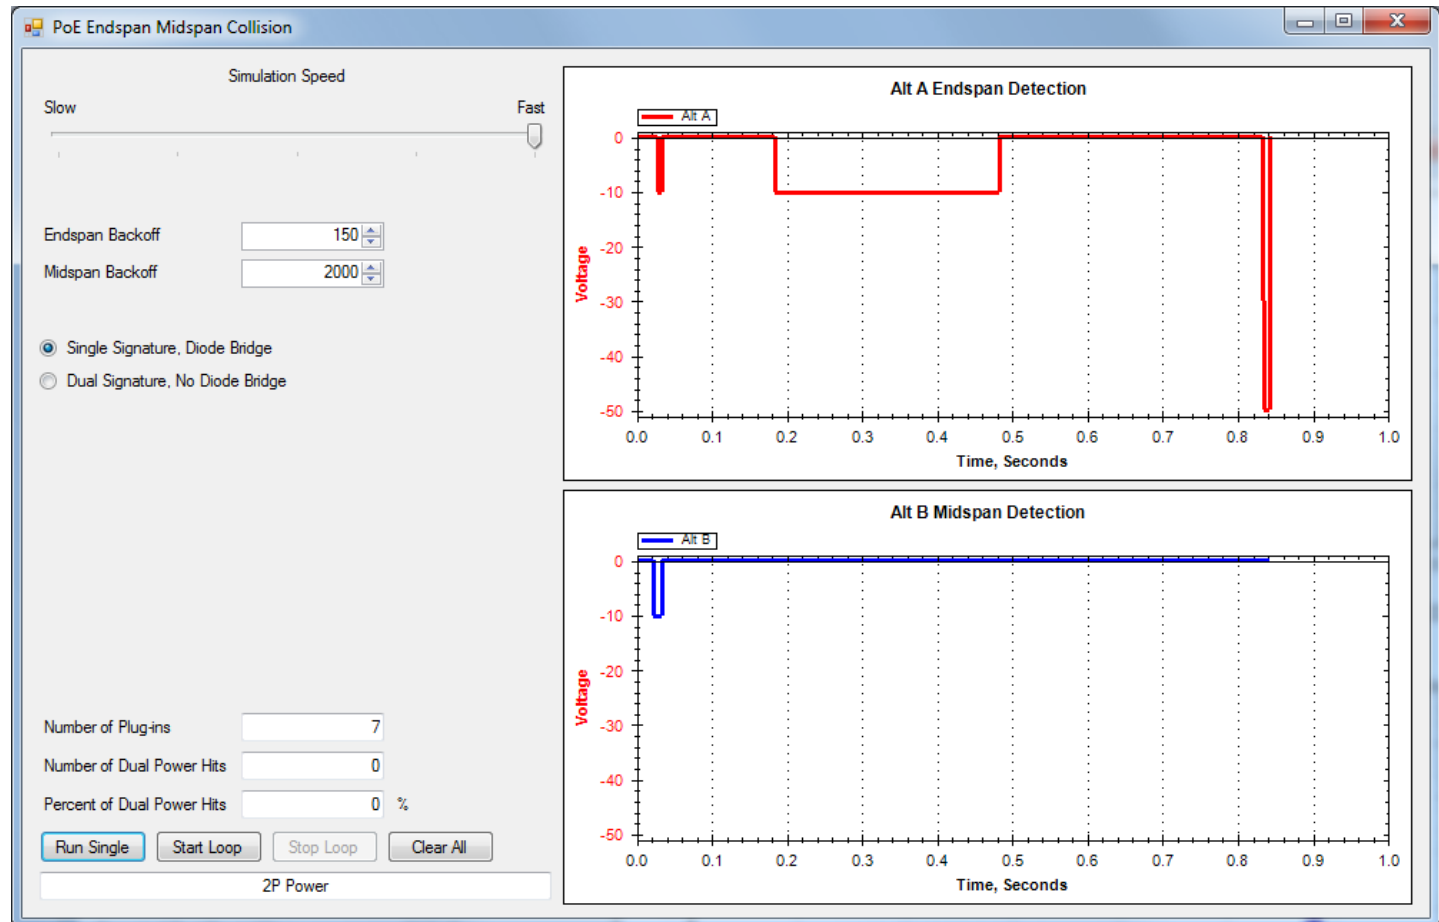 PoE Endspan Midspan Collision
Simulation Speed
Slow Fast
Endspan Backoff 150
Midspan Backoff 2000
Single Signature, Diode Bridge
Dual Signature, No Diode Bridge
Number of Plug-ins 7
Number of Dual Power Hits 0
Percent of Dual Power Hits 0 %
Run Single Start Loop Stop Loop Clear All
2P Power
Alt A Endspan Detection
Alt A
0
-10
-20
-30
-40
-50
Voltage
0.0 0.1 0.2 0.3 0.4 0.5 0.6 0.7 0.8 0.9 1.0
Time, Seconds
Alt B Midspan Detection
Alt B
0
-10
-20
-30
-40
-50
Voltage
0.0 0.1 0.2 0.3 0.4 0.5 0.6 0.7 0.8 0.9 1.0
Time, Seconds